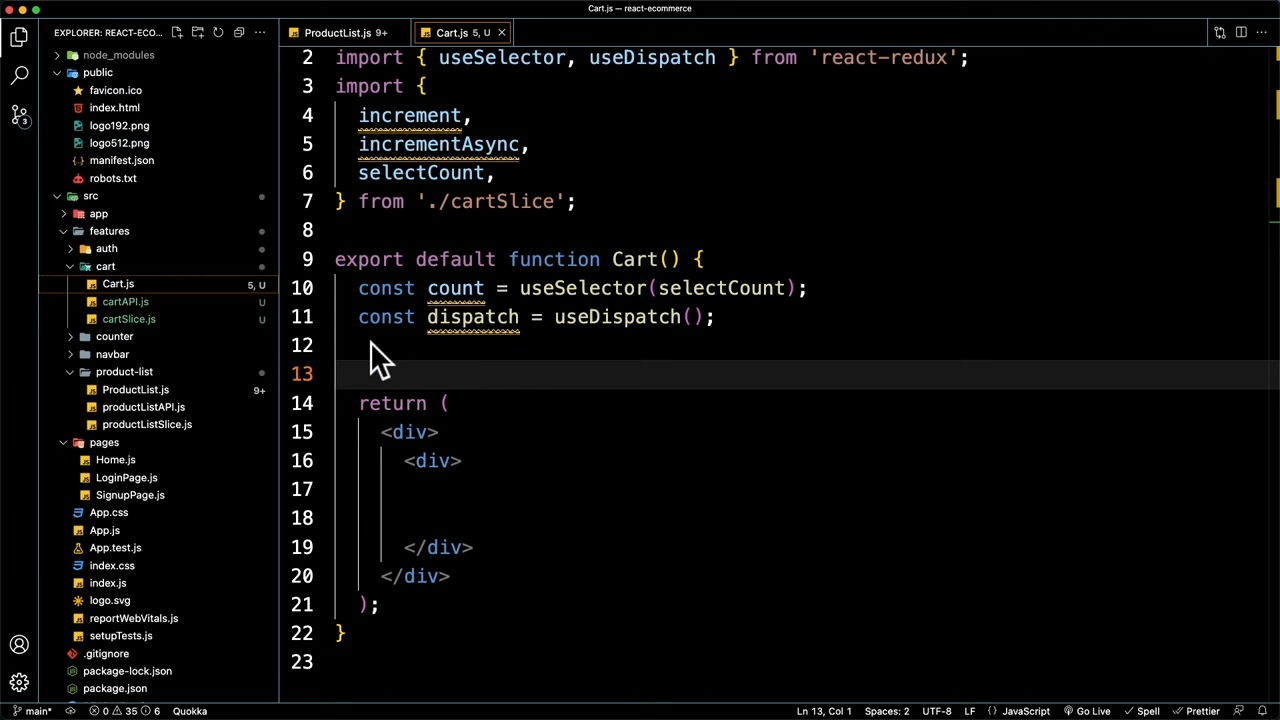 Cart.js — react-ecommerce
EXPLORER: REACT-ECO...
node_modules
public
favicon.ico
index.html
logo192.png
logo512.png
manifest.json
robots.txt
src
app
features
auth
cart
Cart.js 5, U
cartAPI.js U
cartSlice.js U
counter
navbar
product-list
ProductList.js 9+
productListAPI.js
productListSlice.js
pages
Home.js
LoginPage.js
SignupPage.js
App.css
App.js
App.test.js
index.css
index.js
logo.svg
reportWebVitals.js
setupTests.js
.gitignore
package-lock.json
package.json
ProductList.js 9+
Cart.js 5, U
2 import { useSelector, useDispatch } from 'react-redux';
3 import {
4 increment,
5 incrementAsync,
6 selectCount,
7 } from './cartSlice';
8
9 export default function Cart() {
10 const count = useSelector(selectCount);
11 const dispatch = useDispatch();
12
13
14 return (
15 <div>
16 <div>
17
18
19 </div>
20 </div>
21 );
22 }
23
3
main* 0 35 6 Quokka Ln 13, Col 1 Spaces: 2 UTF-8 LF {} JavaScript Go Live Spell Prettier